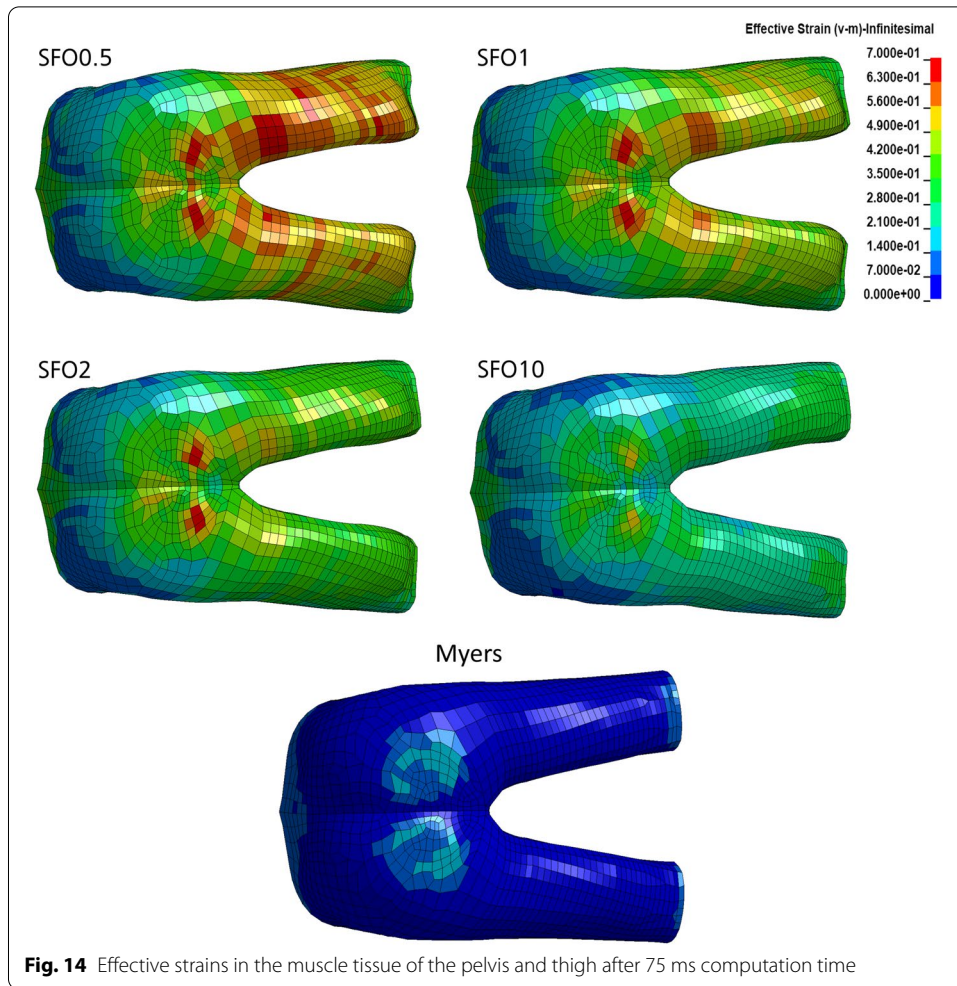 Effective Strain (v-m)-Infinitesimal
SFO0.5
SFO1
7.000e-01
6.300e-01
5.600e-01
4.900e-01
4.200e-01
3.500e-01
2.800e-01
2.100e-01
1.400e-01
7.000e-02
0.000e+00
SFO2
SFO10
Myers
Fig. 14 Effective strains in the muscle tissue of the pelvis and thigh after 75 ms computation time